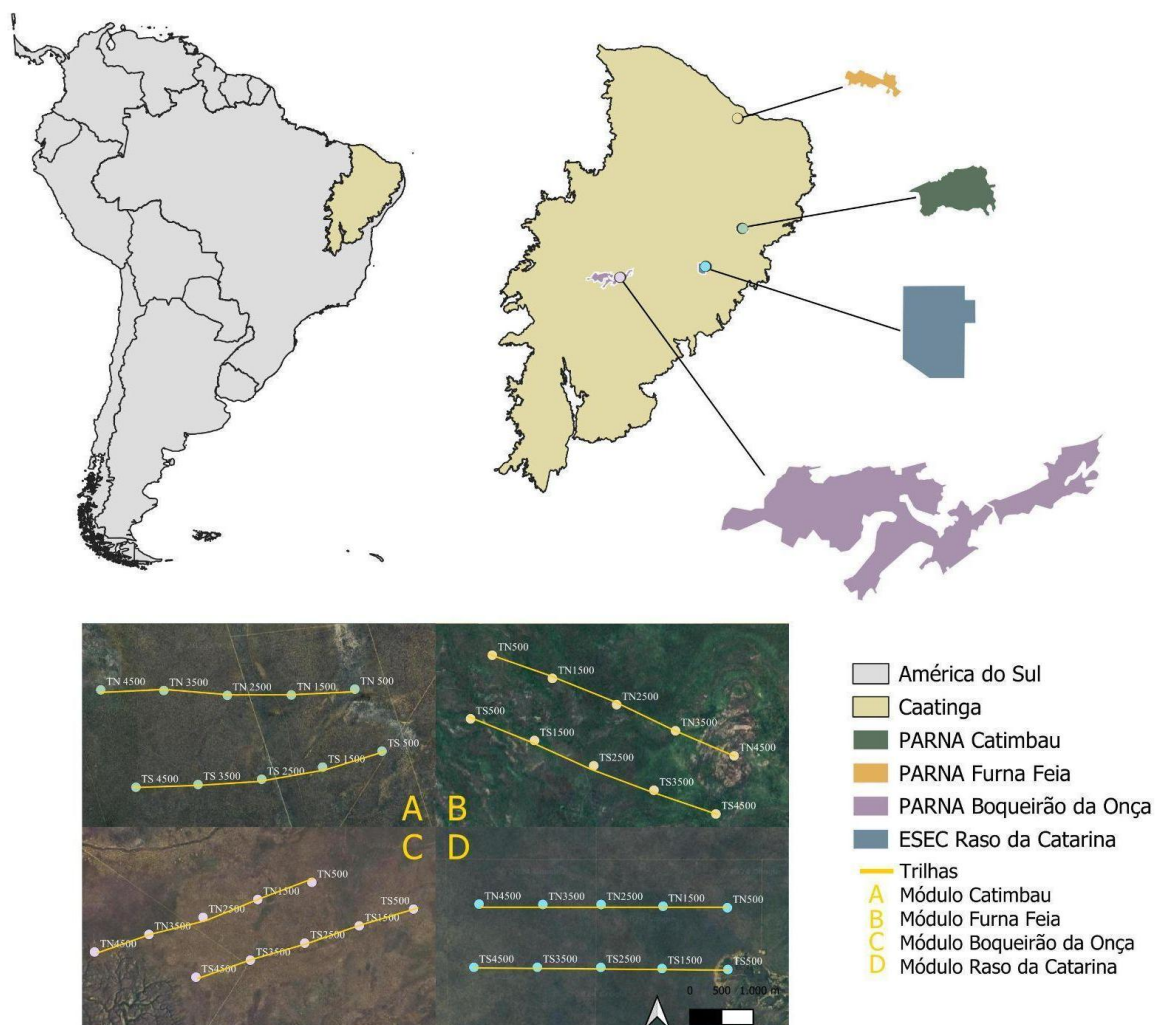 TN 4500
TN 3500
TN 2500
TN 1500
TN 500
TS 500
TS 1500
TS 2500
TS 3500
TS 4500
A
TN500
TN1500
TN2500
TN3500
TN4500
TS500
TS1500
TS2500
TS3500
TS4500
B
TN500
TN1500
TN2500
TN3500
TN4500
TS500
TS1500
TS2500
TS3500
TS4500
C
TN4500
TN3500
TN2500
TN1500
TN500
TS4500
TS3500
TS2500
TS1500
TS500
D
0 500 1.000 m
América do Sul
Caatinga
PARNA Catimbau
PARNA Furna Feia
PARNA Boqueirão da Onça
ESEC Raso da Catarina
Trilhas
A Módulo Catimbau
B Módulo Furna Feia
C Módulo Boqueirão da Onça
D Módulo Raso da Catarina